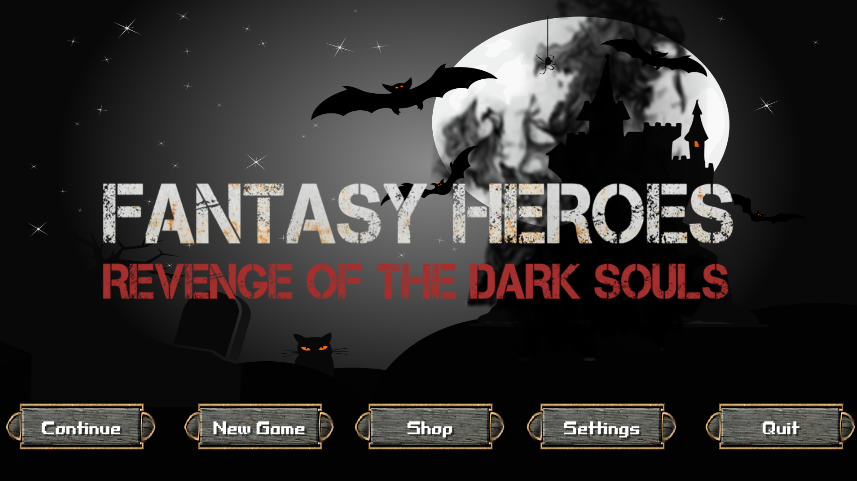 FANTASY HEROES
REVENGE OF THE DARK SOULS
Continue
New Game
Shop
Settings
Quit